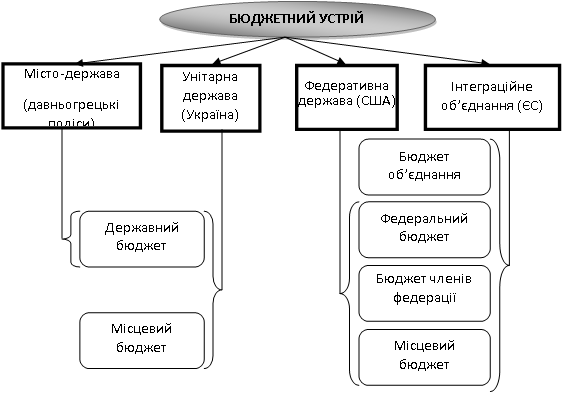 БЮДЖЕТНИЙ УСТРІЙ
Місто-держава
(давньогрецькі
поліси)
Унітарна
держава
(Україна)
Федеративна
держава (США)
Інтеграційне
об’єднання (ЄС)
Бюджет
об’єднання
Державний
бюджет
Федеральний
бюджет
Бюджет членів
федерації
Місцевий
бюджет
Місцевий
бюджет